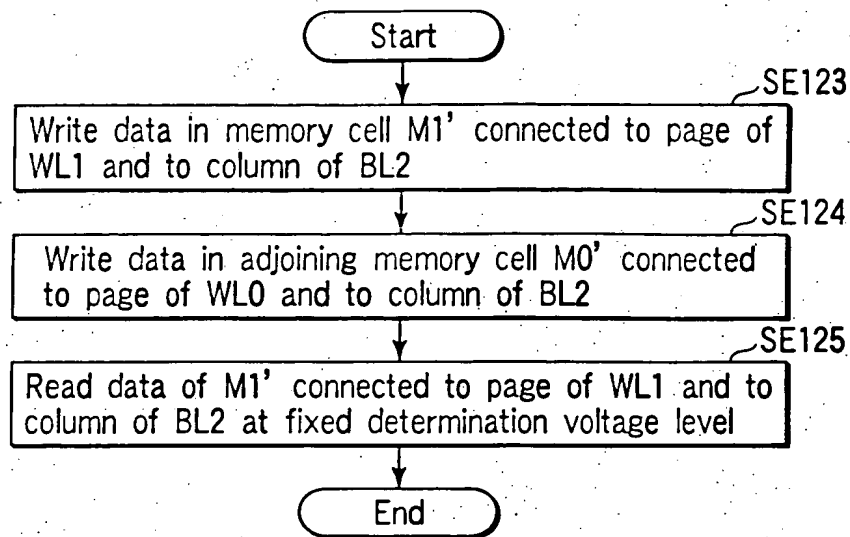 Start
SE123
Write data in memory cell M1' connected to page of
WL1 and to column of BL2
SE124
Write data in adjoining memory cell M0' connected
to page of WL0 and to column of BL2
SE125
Read data of M1' connected to page of WL1 and to
column of BL2 at fixed determination voltage level
End